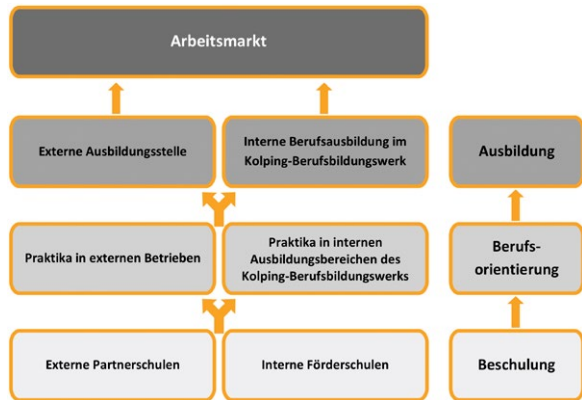 Arbeitsmarkt
Externe Ausbildungsstelle
Interne Berufsausbildung im
Kolping-Berufsbildungswerk
Ausbildung
Praktika in externen Betrieben
Praktika in internen
Ausbildungsbereichen des
Kolping-Berufsbildungswerks
Berufs-
orientierung
Externe Partnerschulen
Interne Förderschulen
Beschulung